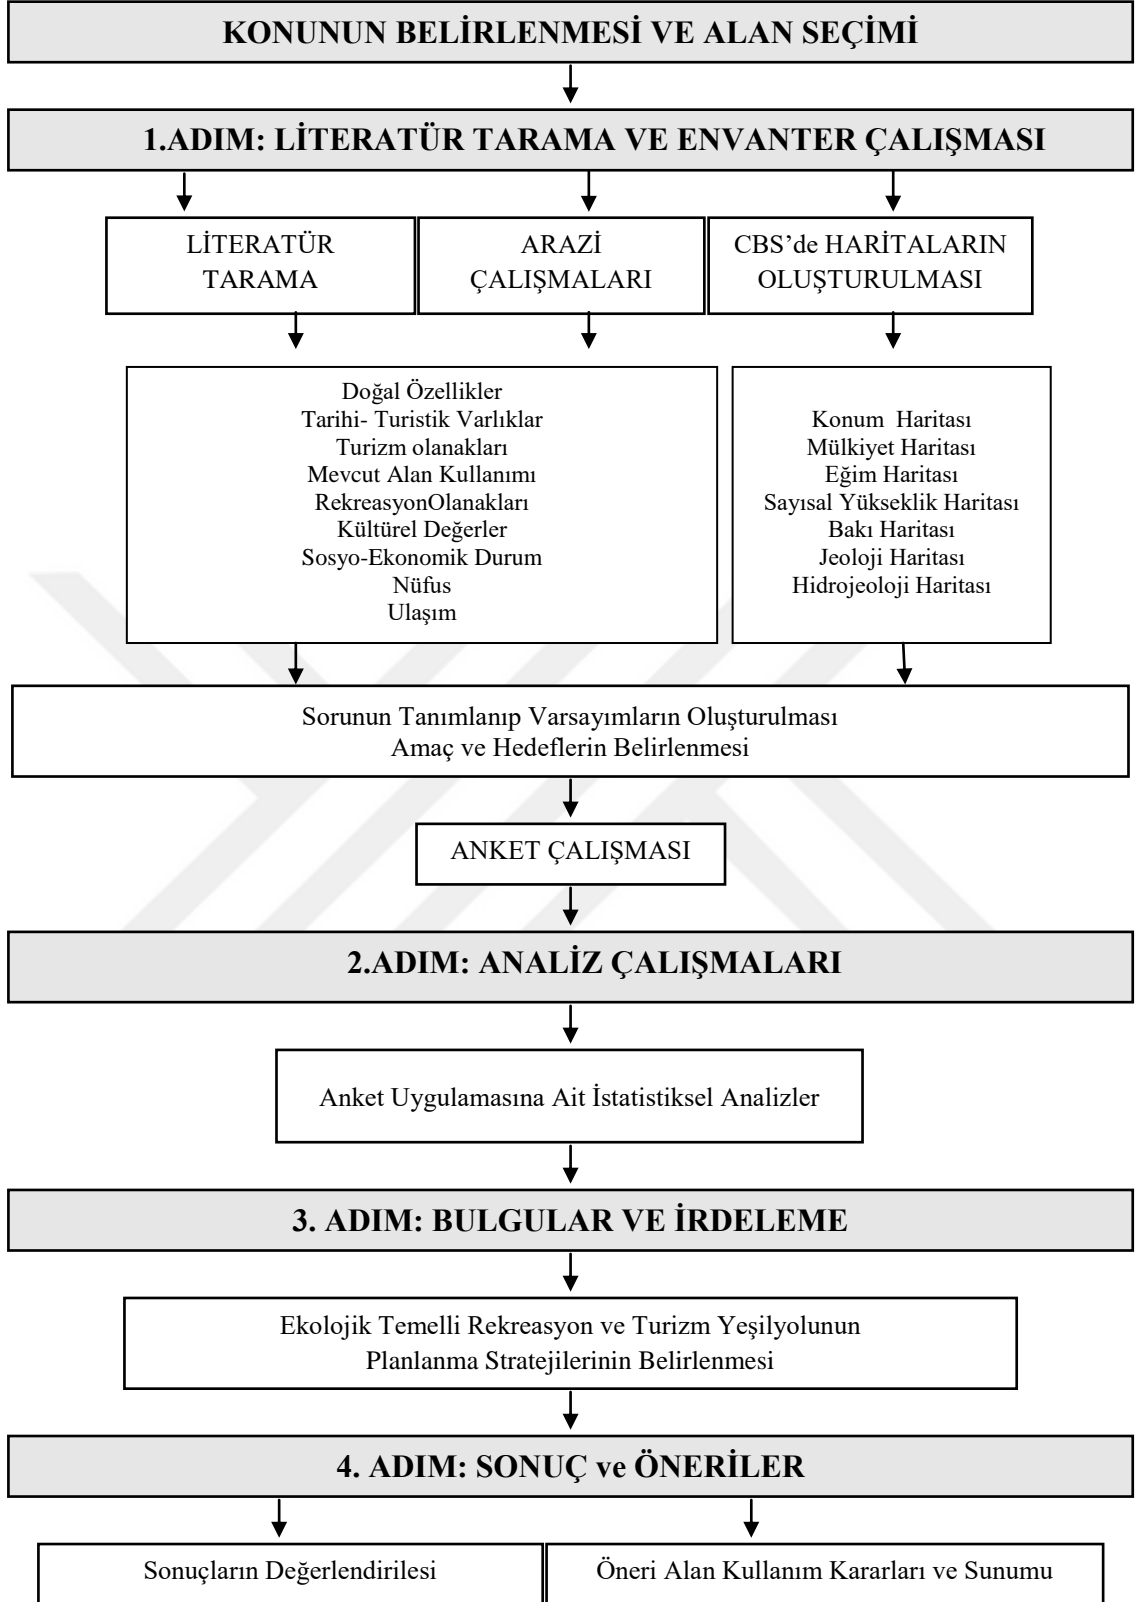 KONUNUN BELİRLENMESİ VE ALAN SEÇİMİ
1.ADIM: LİTERATÜR TARAMA VE ENVANTER ÇALIŞMASI
LİTERATÜR
TARAMA
ARAZİ
ÇALIŞMALARI
CBS’de HARİTALARIN
OLUŞTURULMASI
Doğal Özellikler
Tarihi- Turistik Varlıklar
Turizm olanakları
Mevcut Alan Kullanımı
RekreasyonOlanakları
Kültürel Değerler
Sosyo-Ekonomik Durum
Nüfus
Ulaşım
Konum Haritası
Mülkiyet Haritası
Eğim Haritası
Sayısal Yükseklik Haritası
Bakı Haritası
Jeoloji Haritası
Hidrojeoloji Haritası
Sorunun Tanımlanıp Varsayımların Oluşturulması
Amaç ve Hedeflerin Belirlenmesi
ANKET ÇALIŞMASI
2.ADIM: ANALİZ ÇALIŞMALARI
Anket Uygulamasına Ait İstatistiksel Analizler
3. ADIM: BULGULAR VE İRDELEME
Ekolojik Temelli Rekreasyon ve Turizm Yeşilyolunun
Planlanma Stratejilerinin Belirlenmesi
4. ADIM: SONUÇ ve ÖNERİLER
Sonuçların Değerlendirilesi
Öneri Alan Kullanım Kararları ve Sunumu